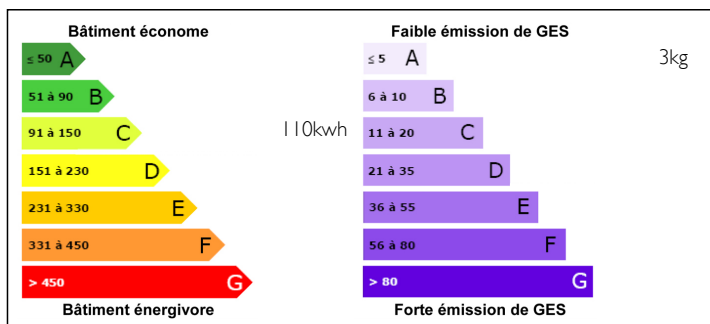 Bâtiment économe
≤ 50 A
51 à 90 B
91 à 150 C
110kwh
151 à 230 D
231 à 330 E
331 à 450 F
> 450 G
Bâtiment énergivore
Faible émission de GES
≤ 5 A
3kg
6 à 10 B
11 à 20 C
21 à 35 D
36 à 55 E
56 à 80 F
> 80 G
Forte émission de GES